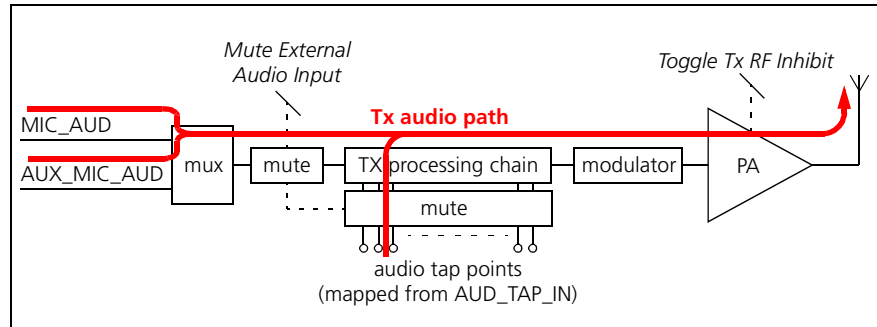 Mute External
Audio Input
Toggle Tx RF Inhibit
Tx audio path
MIC_AUD
AUX_MIC_AUD
mux
mute
TX processing chain
modulator
PA
mute
audio tap points
(mapped from AUD_TAP_IN)